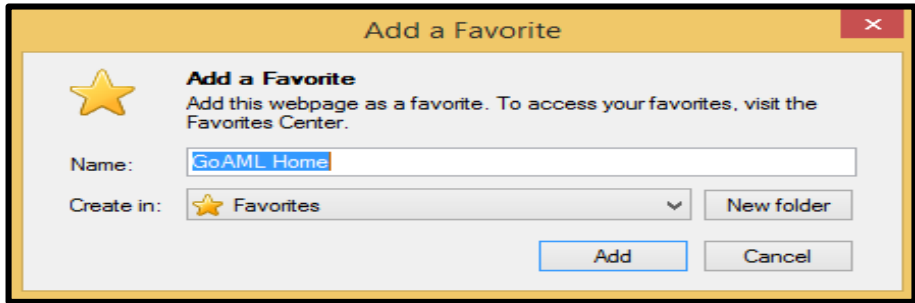 Add a Favorite
Add a Favorite
Add this webpage as a favorite. To access your favorites, visit the
Favorites Center.
Name: GoAML Home
Create in: Favorites New folder
Add Cancel